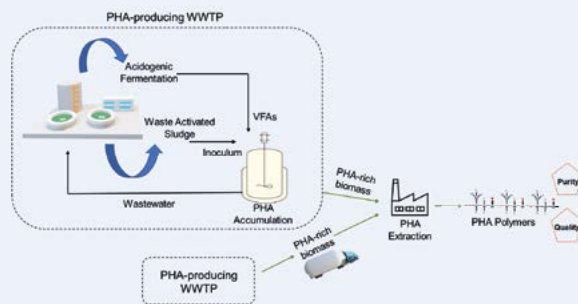 PHA-producing WWTP
Acidogenic
Fermentation
Waste Activated
Sludge
VFAs
Inoculum
Wastewater
PHA
Accumulation
PHA-rich
biomass
PHA-rich
biomass
PHA-producing
WWTP
PHA
Extraction
PHA Polymers
Purity
Quality